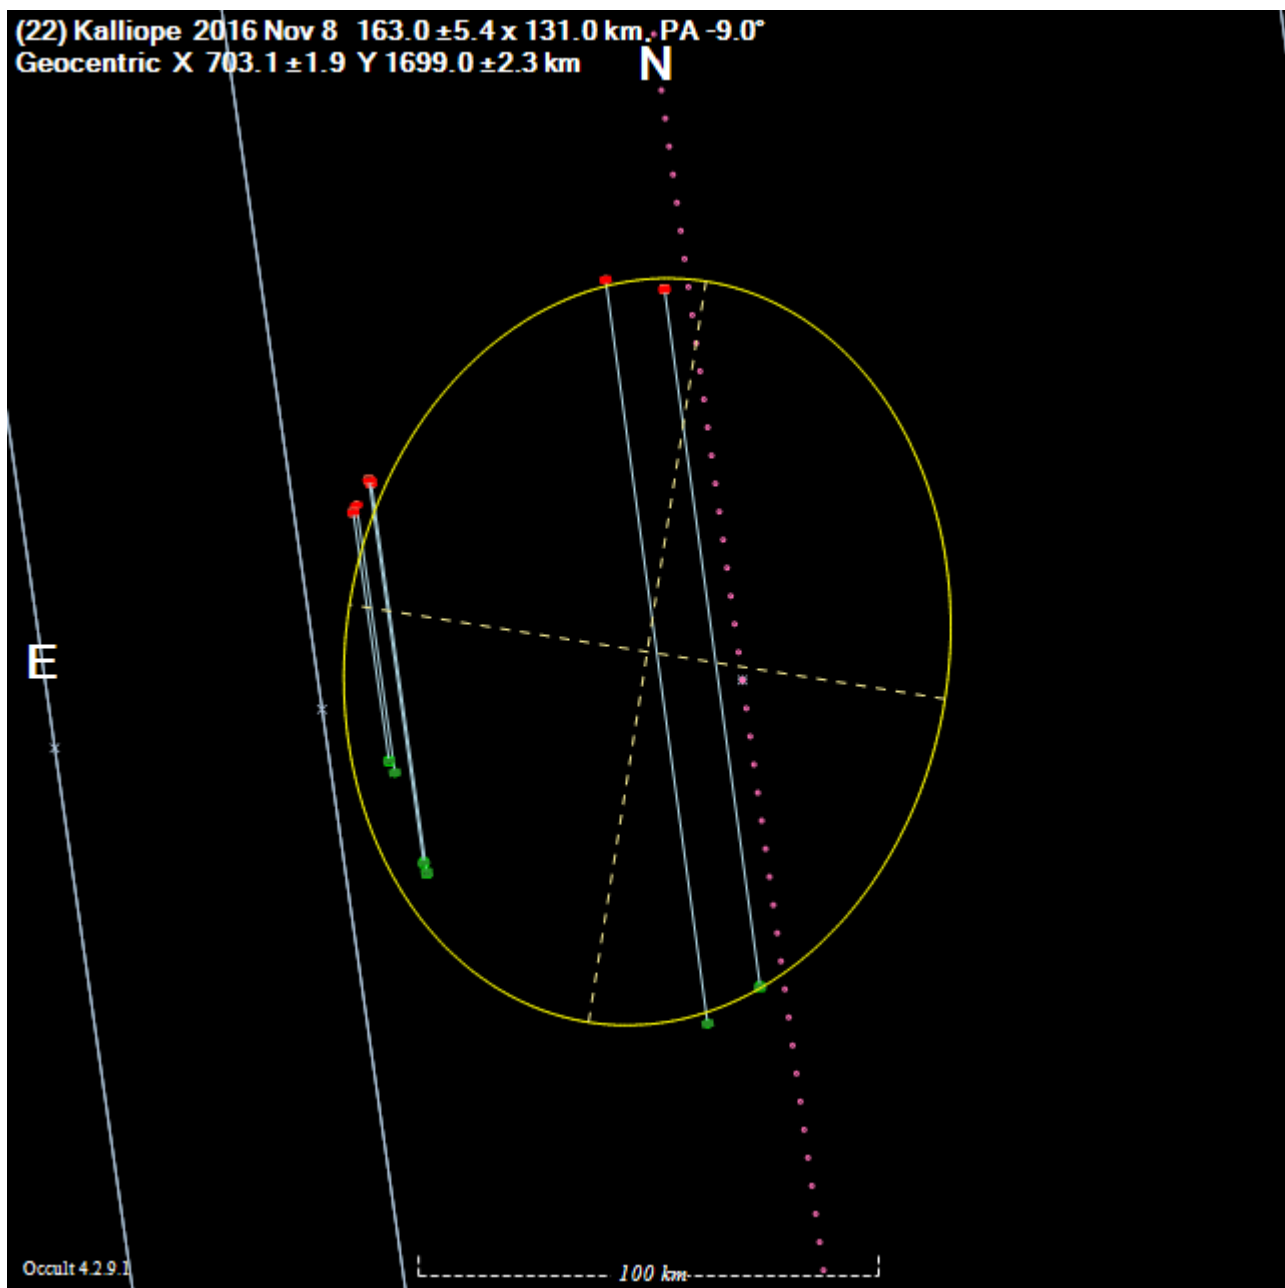 (22) Kalliope 2016 Nov 8 163.0 ±5.4 x 131.0 km, PA -9.0°
Geocentric X 703.1 ±1.9 Y 1699.0 ±2.3 km
N
E
Occult 4.2.9.1
100 km